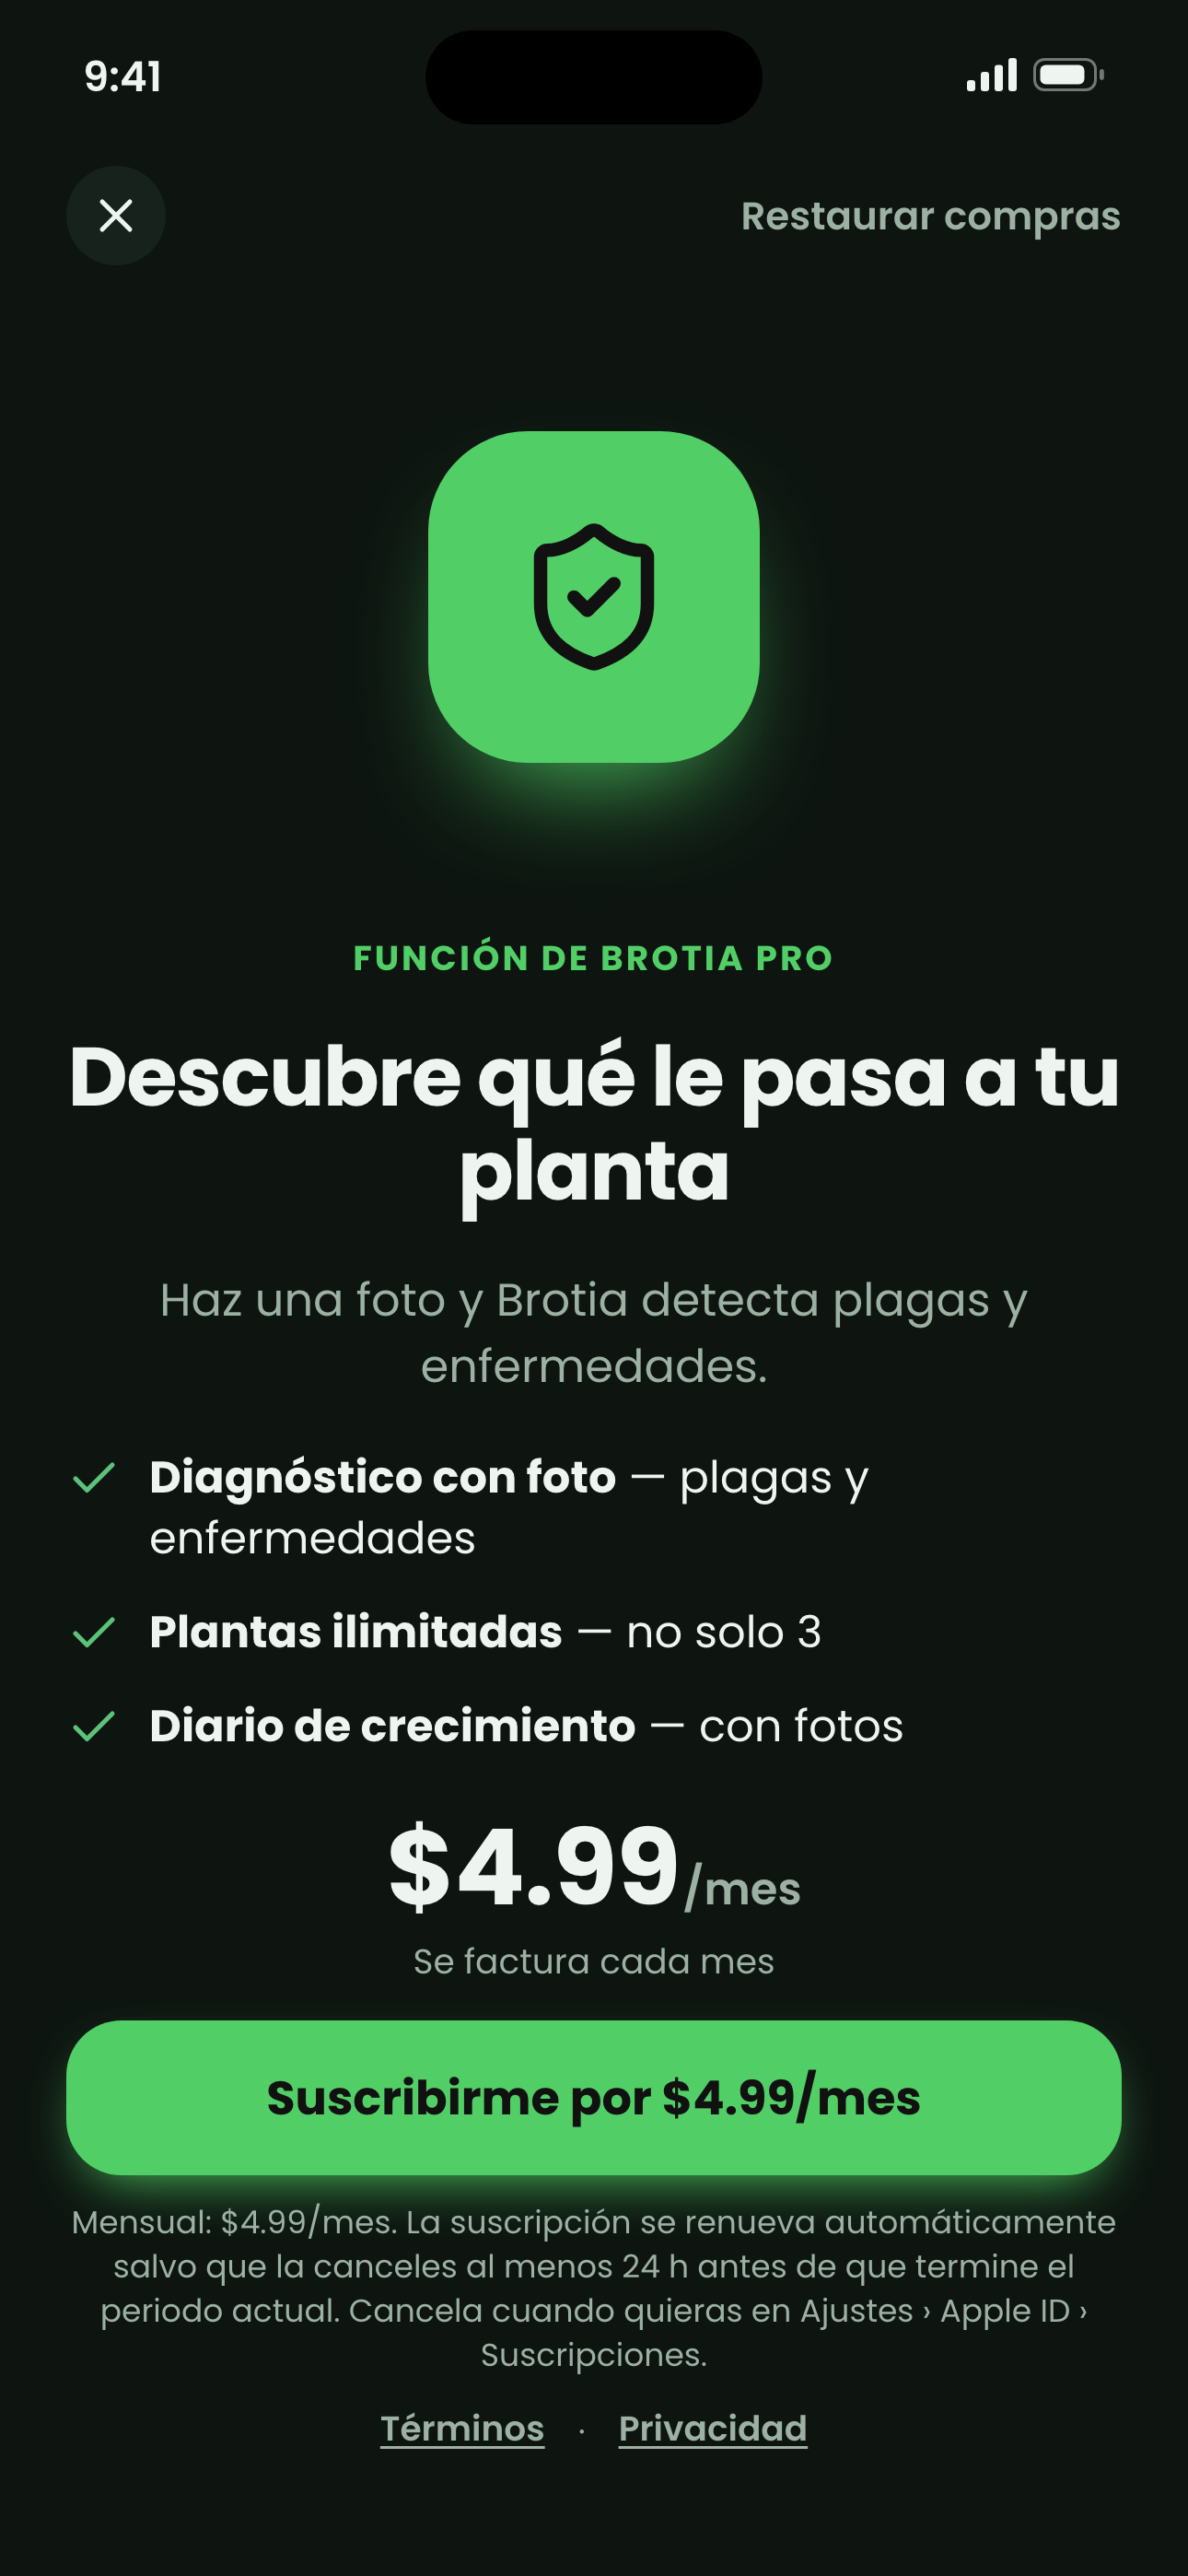 9:41
Restaurar compras
FUNCIÓN DE BROTIA PRO
Descubre qué le pasa a tu
planta
Haz una foto y Brotia detecta plagas y
enfermedades.
Diagnóstico con foto — plagas y
enfermedades
Plantas ilimitadas — no solo 3
Diario de crecimiento — con fotos
$4.99/mes
Se factura cada mes
Suscribirme por $4.99/mes
Mensual: $4.99/mes. La suscripción se renueva automáticamente
salvo que la canceles al menos 24 h antes de que termine el
periodo actual. Cancela cuando quieras en Ajustes › Apple ID ›
Suscripciones.
Términos · Privacidad